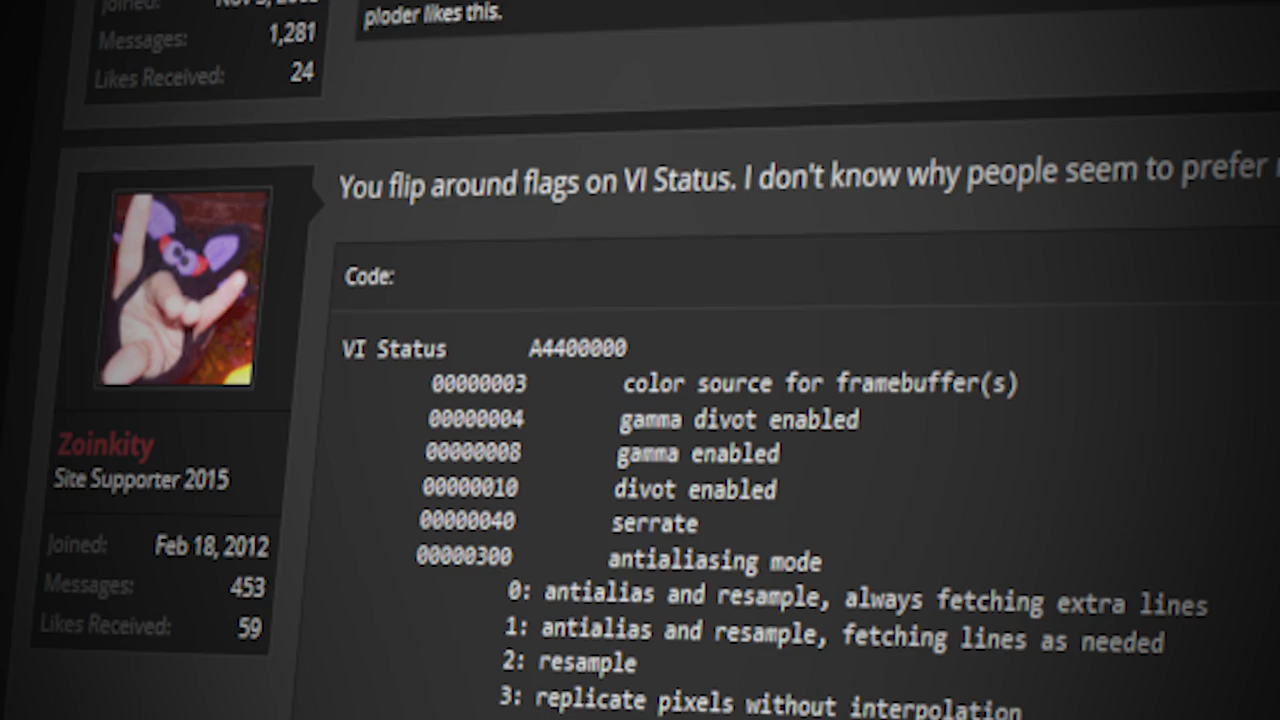 Joined:
Messages: 1,281
Likes Received: 24
ploder likes this.
You flip around flags on VI Status. I don't know why people seem to prefer
Code:
VI Status A4400000
00000003 color source for framebuffer(s)
00000004 gamma divot enabled
00000008 gamma enabled
00000010 divot enabled
00000040 serrate
00000300 antialiasing mode
0: antialias and resample, always fetching extra lines
1: antialias and resample, fetching lines as needed
2: resample
3: replicate pixels without interpolation
Zoinkity
Site Supporter 2015
Joined: Feb 18, 2012
Messages: 453
Likes Received: 59